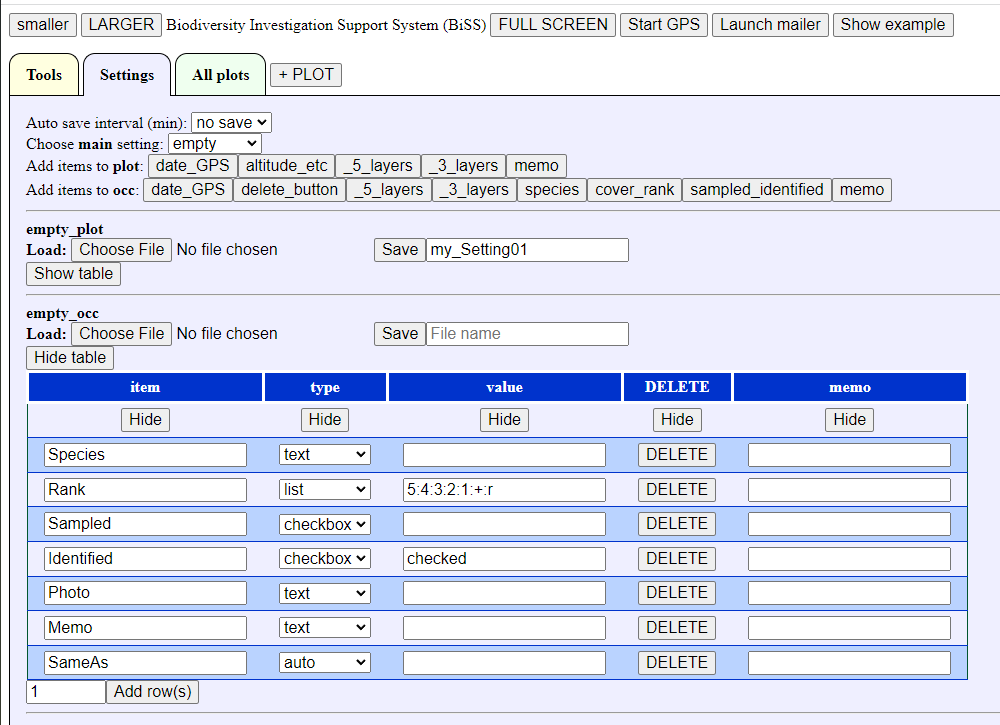 smaller LARGER Biodiversity Investigation Support System (BiSS) FULL SCREEN Start GPS Launch mailer Show example
Tools Settings All plots + PLOT
Auto save interval (min): no save
Choose main setting: empty
Add items to plot: date_GPS altitude_etc _5_layers _3_layers memo
Add items to occ: date_GPS delete_button _5_layers _3_layers species cover_rank sampled_identified memo
empty_plot
Load: Choose File No file chosen Save my_Setting01
Show table
empty_occ
Load: Choose File No file chosen Save File name
Hide table
item type value DELETE memo
Hide Hide Hide Hide Hide
Species text DELETE
Rank list 5:4:3:2:1:+:r DELETE
Sampled checkbox DELETE
Identified checkbox checked DELETE
Photo text DELETE
Memo text DELETE
SameAs auto DELETE
1 Add row(s)